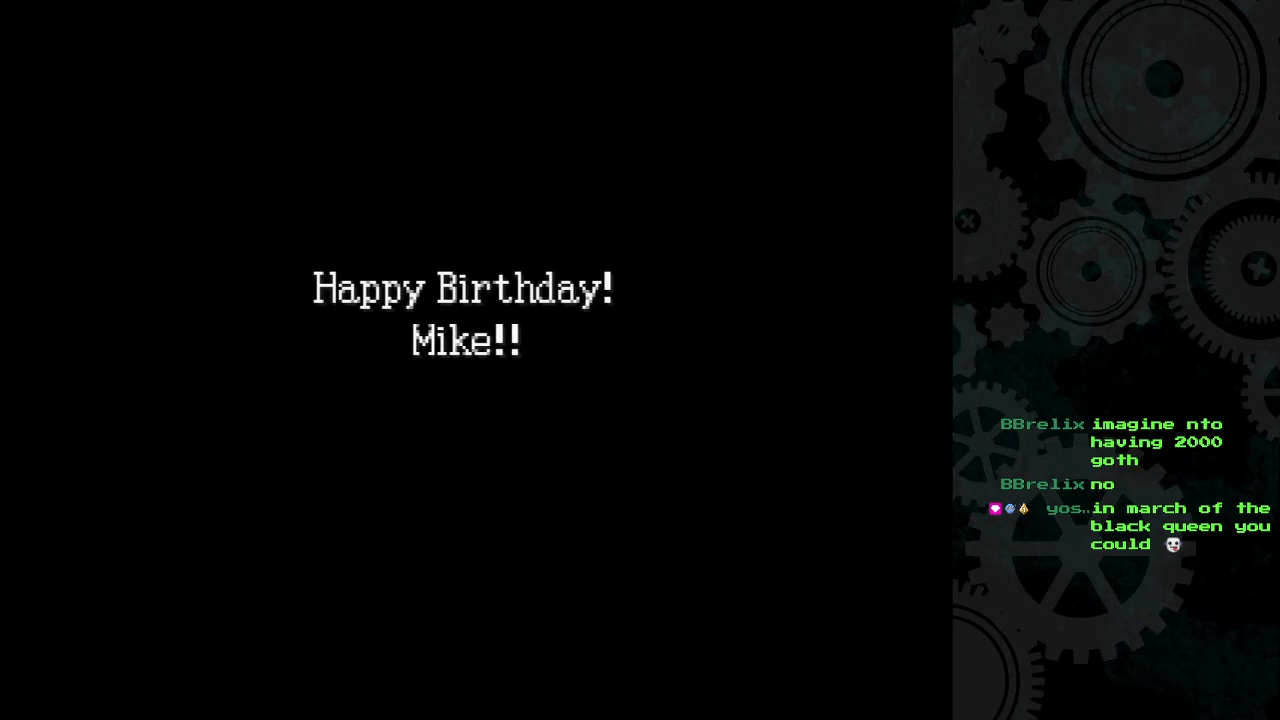 Happy Birthday!
Mike!!
BBrelix imagine nto
having 2000
goth
BBrelix no
yos.. in march of the
black queen you
could